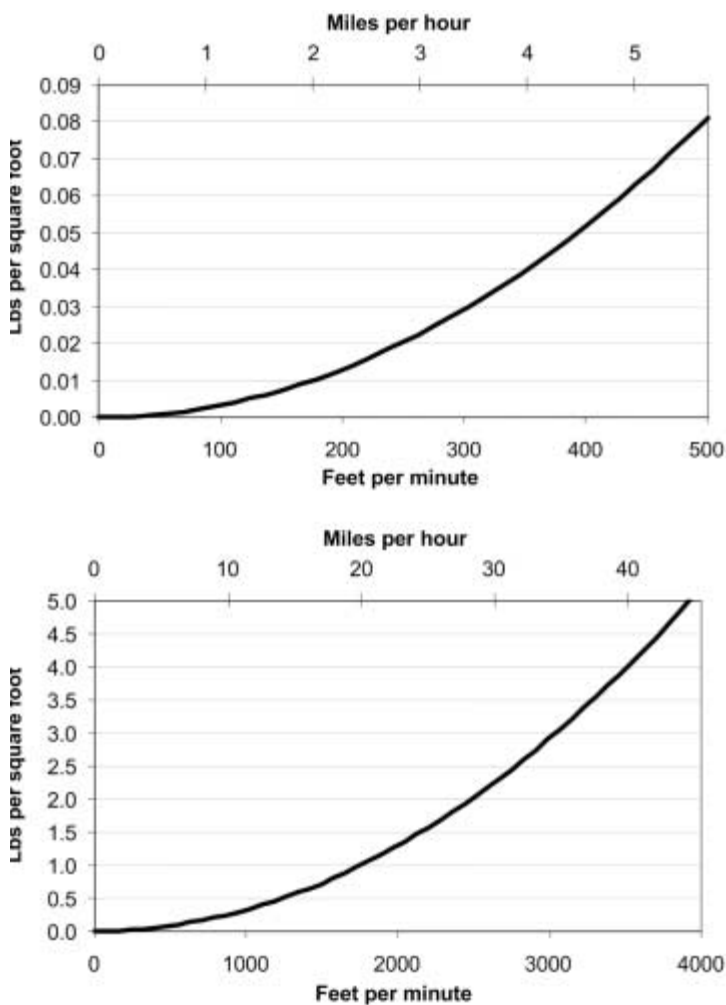 Miles per hour
0 1 2 3 4 5
0.09
0.08
0.07
0.06
0.05
0.04
0.03
0.02
0.01
0.00
Lbs per square foot
0 100 200 300 400 500
Feet per minute
Miles per hour
0 10 20 30 40
5.0
4.5
4.0
3.5
3.0
2.5
2.0
1.5
1.0
0.5
0.0
Lbs per square foot
0 1000 2000 3000 4000
Feet per minute